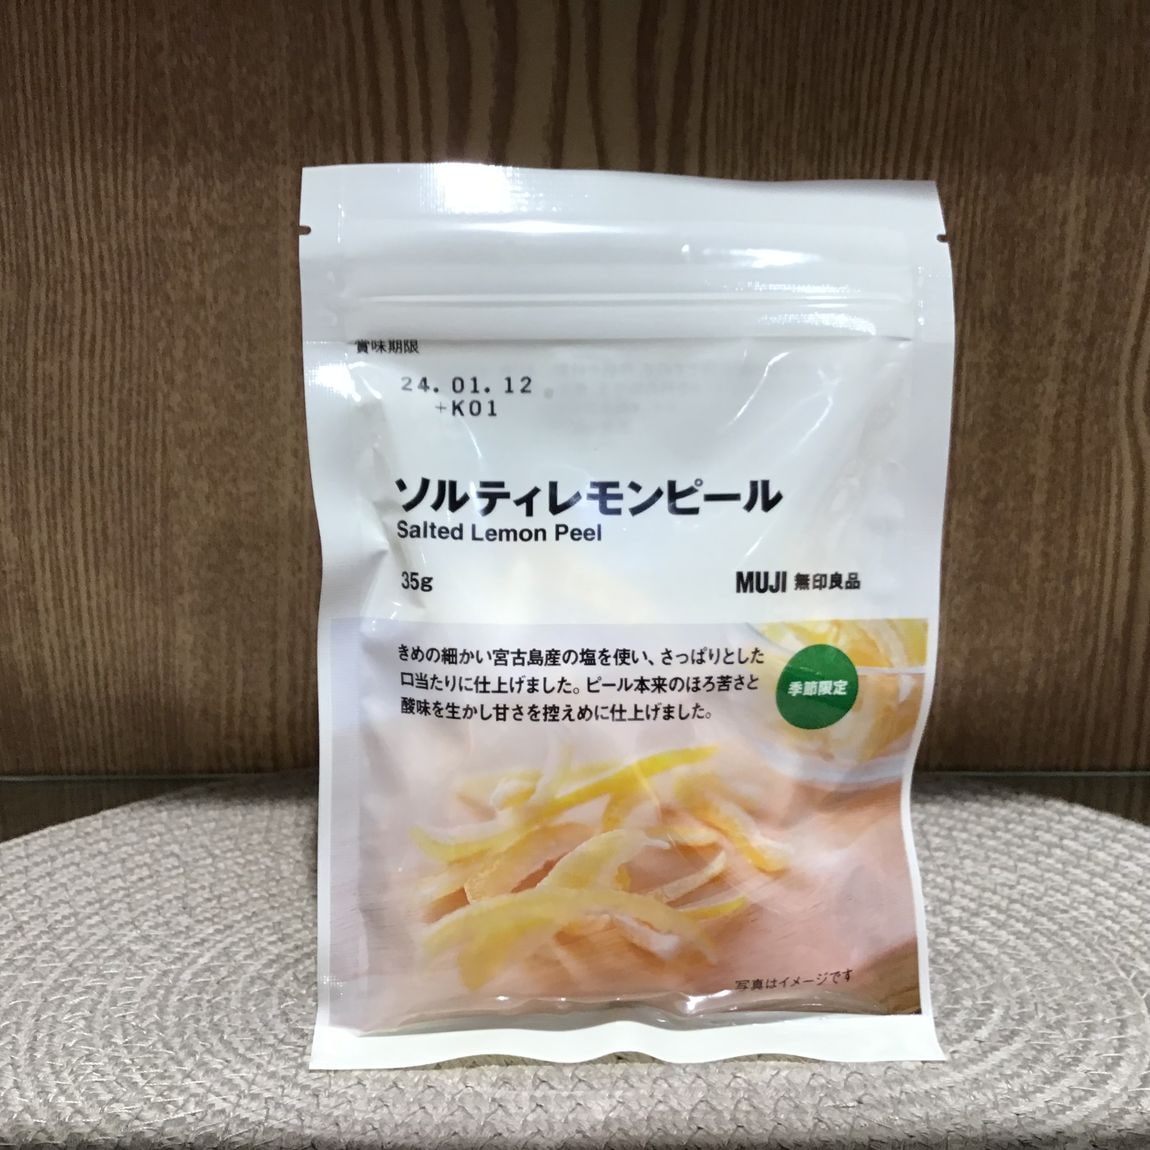 賞味期限
24.01.12
+K01
ソルティレモンピール
Salted Lemon Peel
35g
MUJI 無印良品
きめの細かい宮古島産の塩を使い、さっぱりとした
口当たりに仕上げました。ピール本来のほろ苦さと
酸味を生かし甘さを控えめに仕上げました。
季節限定
写真はイメージです